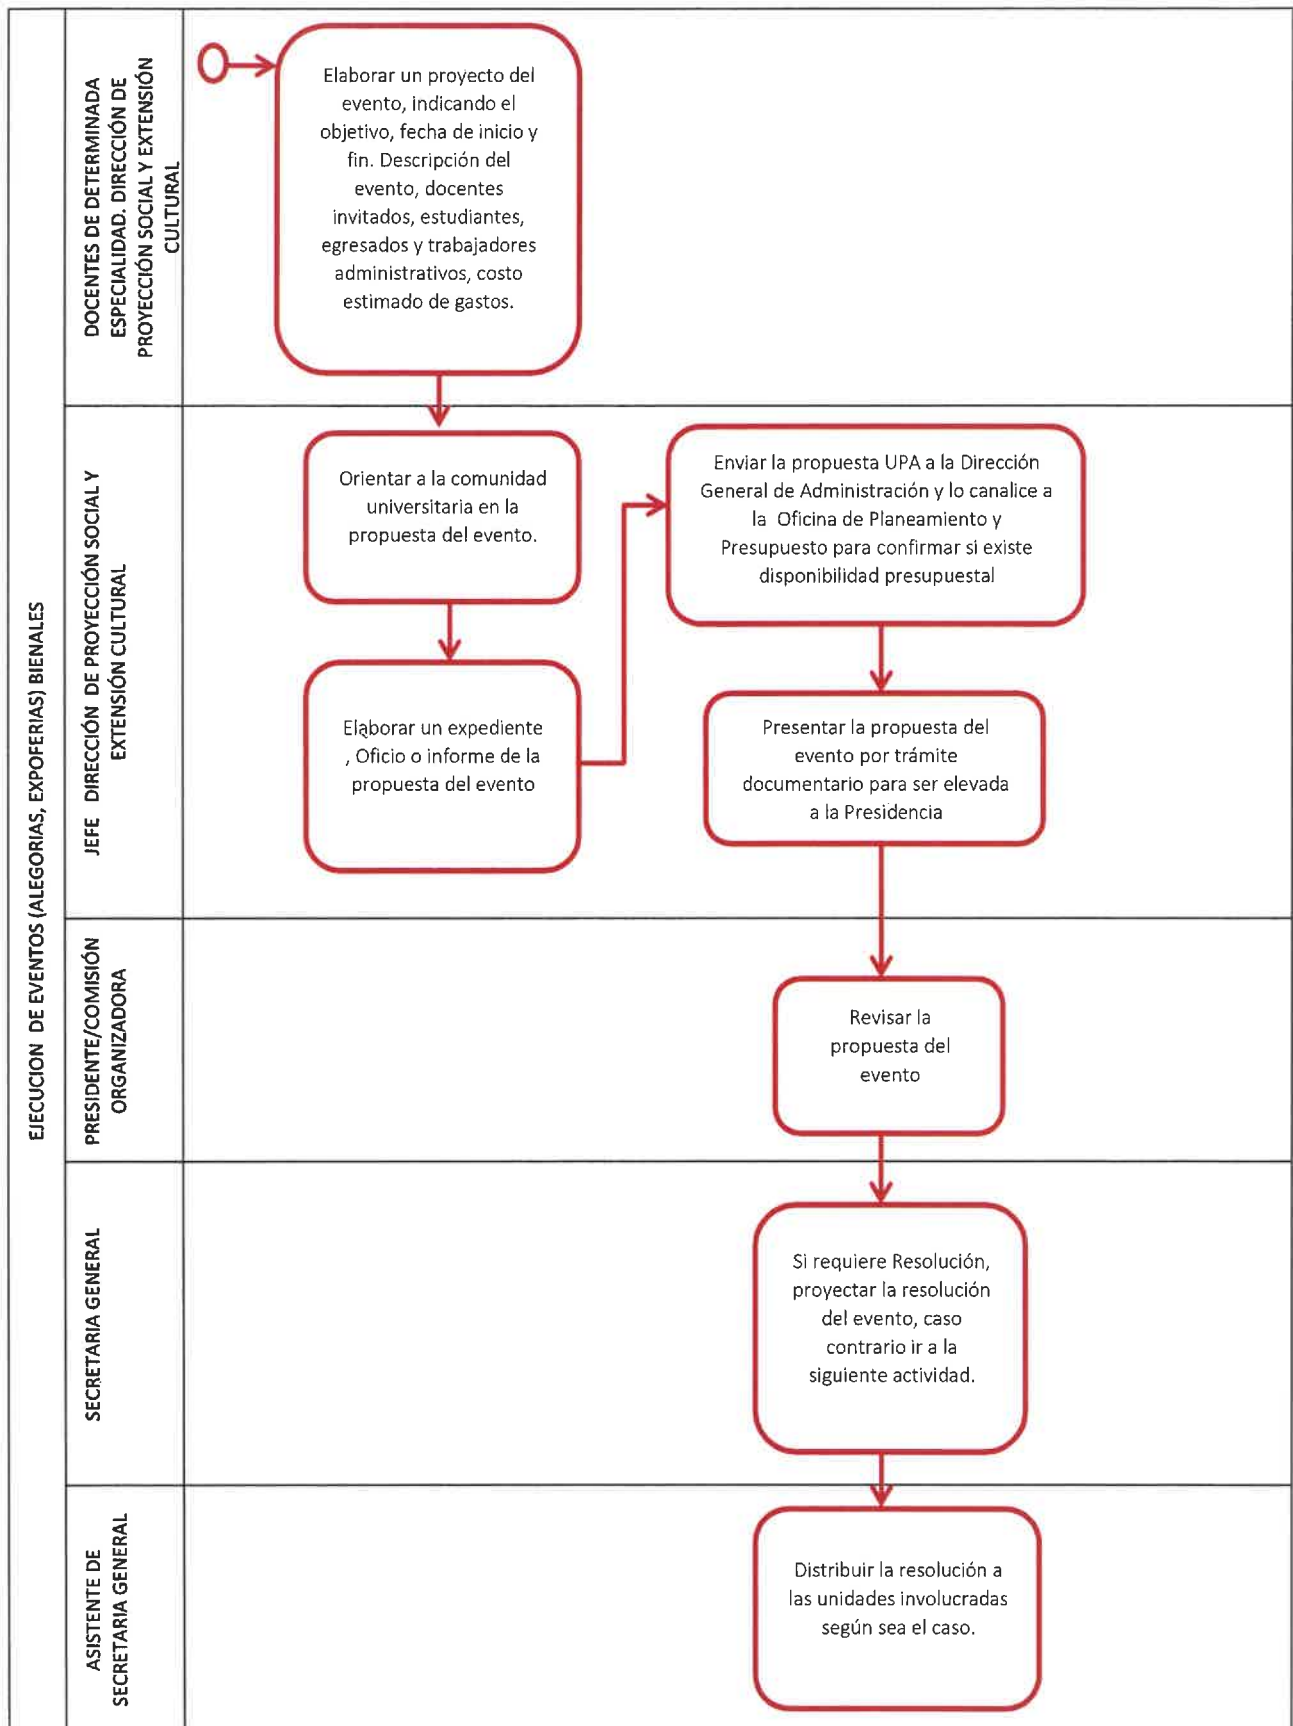 EJECUCION DE EVENTOS (ALEGORIAS, EXPOFERIAS) BIENALES
DOCENTES DE DETERMINADA
ESPECIALIDAD. DIRECCIÓN DE
PROYECCIÓN SOCIAL Y EXTENSIÓN
CULTURAL
Elaborar un proyecto del
evento, indicando el
objetivo, fecha de inicio y
fin. Descripción del
evento, docentes
invitados, estudiantes,
egresados y trabajadores
administrativos, costo
estimado de gastos.
JEFE DIRECCIÓN DE PROYECCIÓN SOCIAL Y
EXTENSIÓN CULTURAL
Orientar a la comunidad
universitaria en la
propuesta del evento.
Elaborar un expediente
, Oficio o informe de la
propuesta del evento
Enviar la propuesta UPA a la Dirección
General de Administración y lo canalice a
la Oficina de Planeamiento y
Presupuesto para confirmar si existe
disponibilidad presupuestal
Presentar la propuesta del
evento por trámite
documentario para ser elevada
a la Presidencia
PRESIDENTE/COMISIÓN
ORGANIZADORA
Revisar la
propuesta del
evento
SECRETARIA GENERAL
Si requiere Resolución,
proyectar la resolución
del evento, caso
contrario ir a la
siguiente actividad.
ASISTENTE DE
SECRETARIA GENERAL
Distribuir la resolución a
las unidades involucradas
según sea el caso.